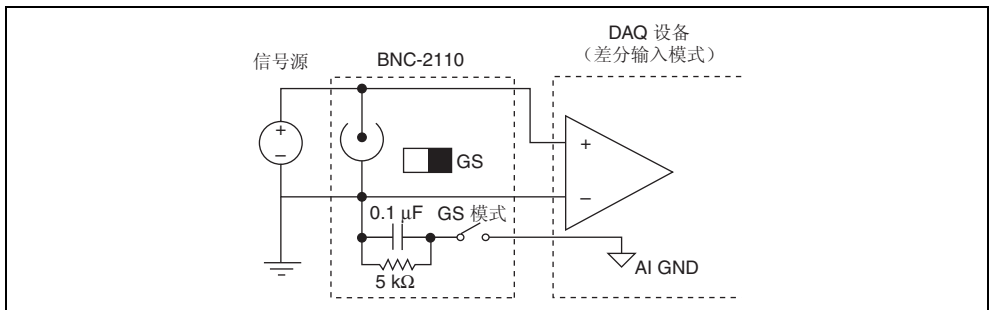 DAQ 设备
（差分输入模式）
信号源
BNC-2110
+
–
GS
+
–
0.1 µF
GS 模式
5 kΩ
AI GND